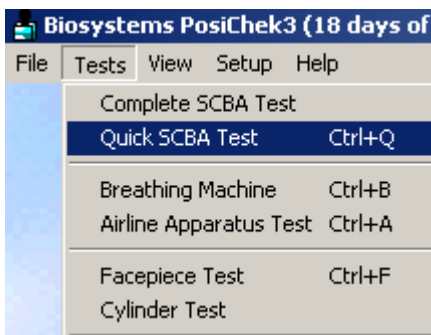 Biosystems PosiChek3 (18 days of
File Tests View Setup Help
Complete SCBA Test
Quick SCBA Test Ctrl+Q
Breathing Machine Ctrl+B
Airline Apparatus Test Ctrl+A
Facepiece Test Ctrl+F
Cylinder Test